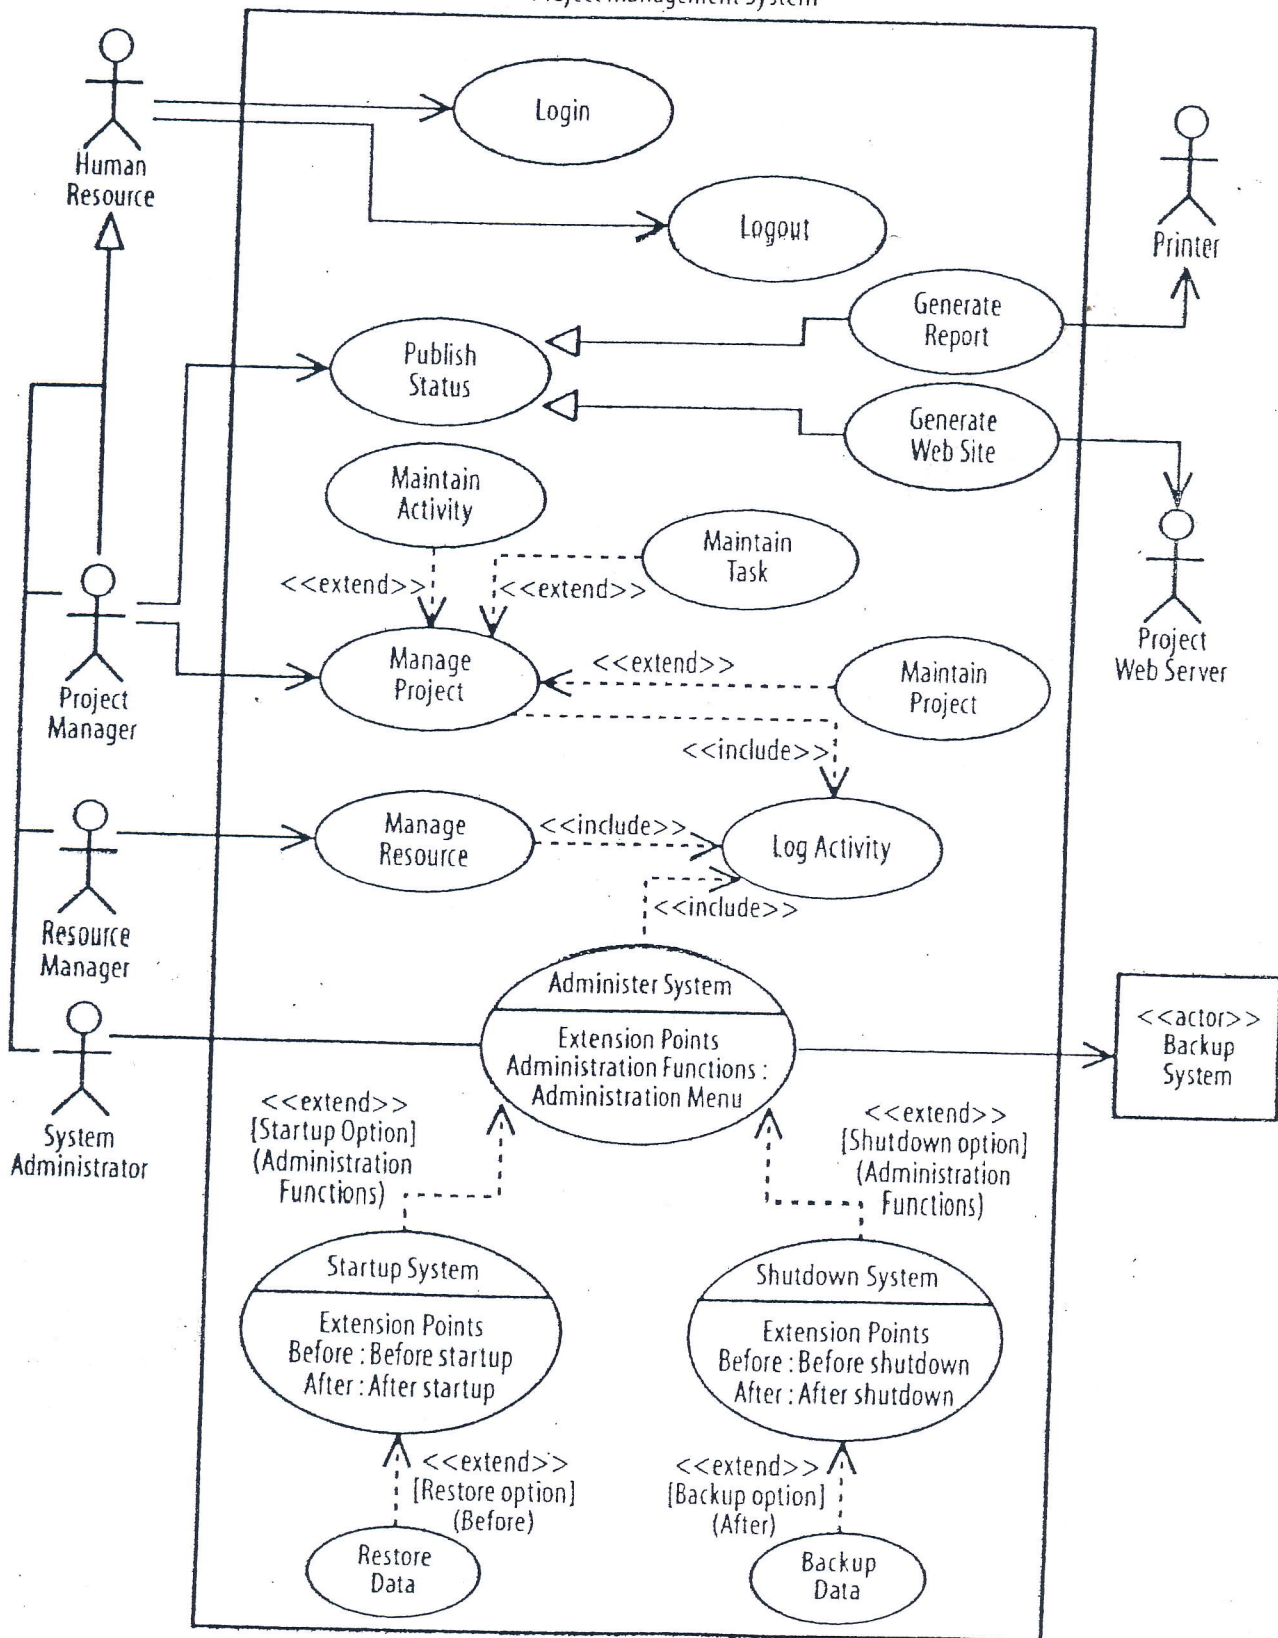 Project Management System
Human
Resource
Login
Logout
Printer
Generate
Report
Publish
Status
Generate
Web Site
Maintain
Activity
Maintain
Task
<<extend>>
<<extend>>
Project
Web Server
Project
Manager
Manage
Project
<<extend>>
Maintain
Project
<<include>>
Manage
Resource
<<include>>
Log Activity
<<include>>
Resource
Manager
Administer System
Extension Points
Administration Functions :
Administration Menu
<<actor>>
Backup
System
System
Administrator
<<extend>>
[Startup Option]
(Administration
Functions)
<<extend>>
[Shutdown option]
(Administration
Functions)
Startup System
Extension Points
Before : Before startup
After : After startup
Shutdown System
Extension Points
Before : Before shutdown
After : After shutdown
<<extend>>
[Restore option]
(Before)
<<extend>>
[Backup option]
(After)
Restore
Data
Backup
Data